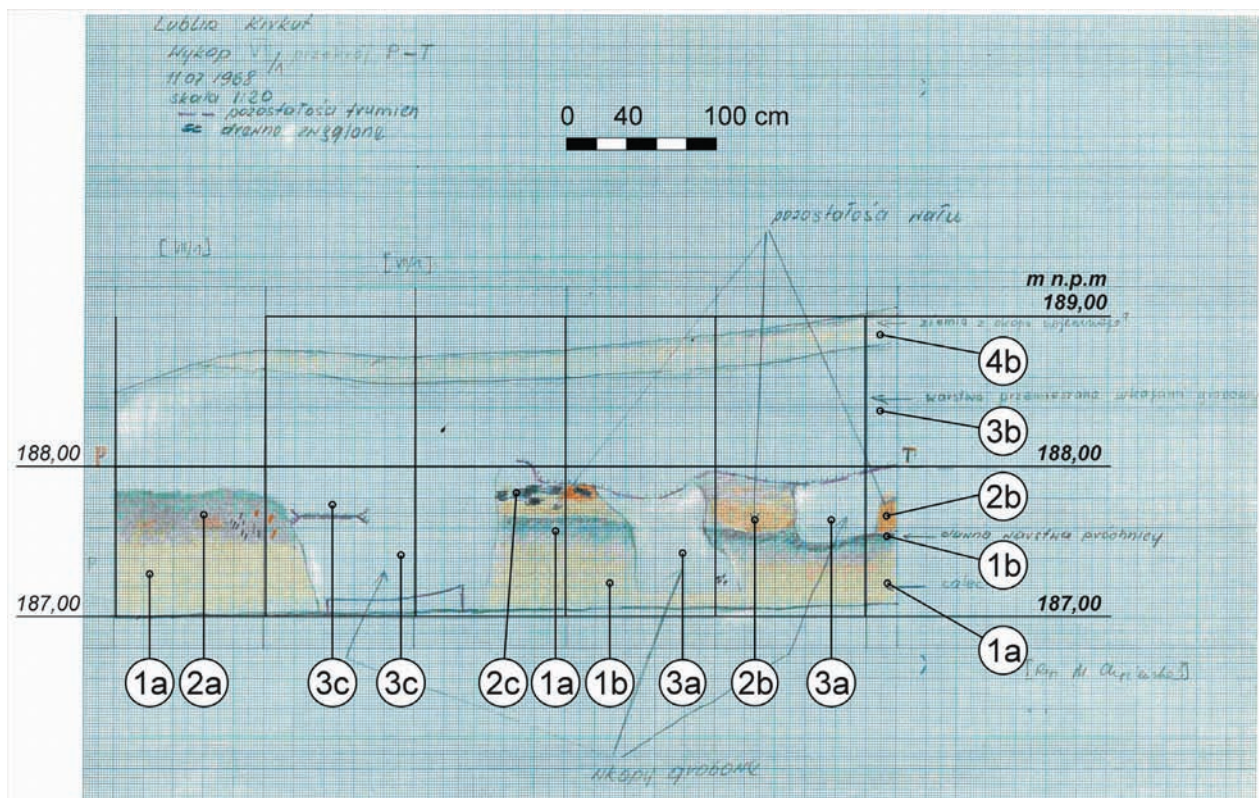 Lublin Kirkut
Wykop VI/1 przekrój P-T
11 07 1968
skala 1:20
pozostałości trumien
drewno zwęglone
0 40 100 cm
pozostałości wału
[VI/1]
m n.p.m
189,00
ziemia z okopu wojennego?
4b
warstwa przemieszana wkopami
3b
188,00 P
T 188,00
2b
dawna warstwa próchnicy
1b
calec
187,00
187,00
1a
1a 2a 3c 3c 2c 1a 1b 3a 2b 3a
wkopy grobowe